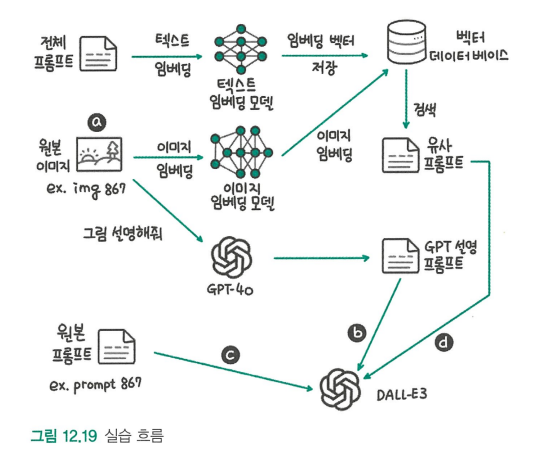 전체
프롬프트
텍스트
임베딩
텍스트
임베딩 모델
임베딩 벡터
저장
벡터
데이터 베이스
검색
a
원본
이미지
ex. img 867
이미지
임베딩
이미지
임베딩 모델
이미지
임베딩
유사
프롬프트
그림 설명해줘
GPT-4o
GPT 설명
프롬프트
b
d
원본
프롬프트
ex. prompt 867
c
DALL-E3
그림 12.19 실습 흐름